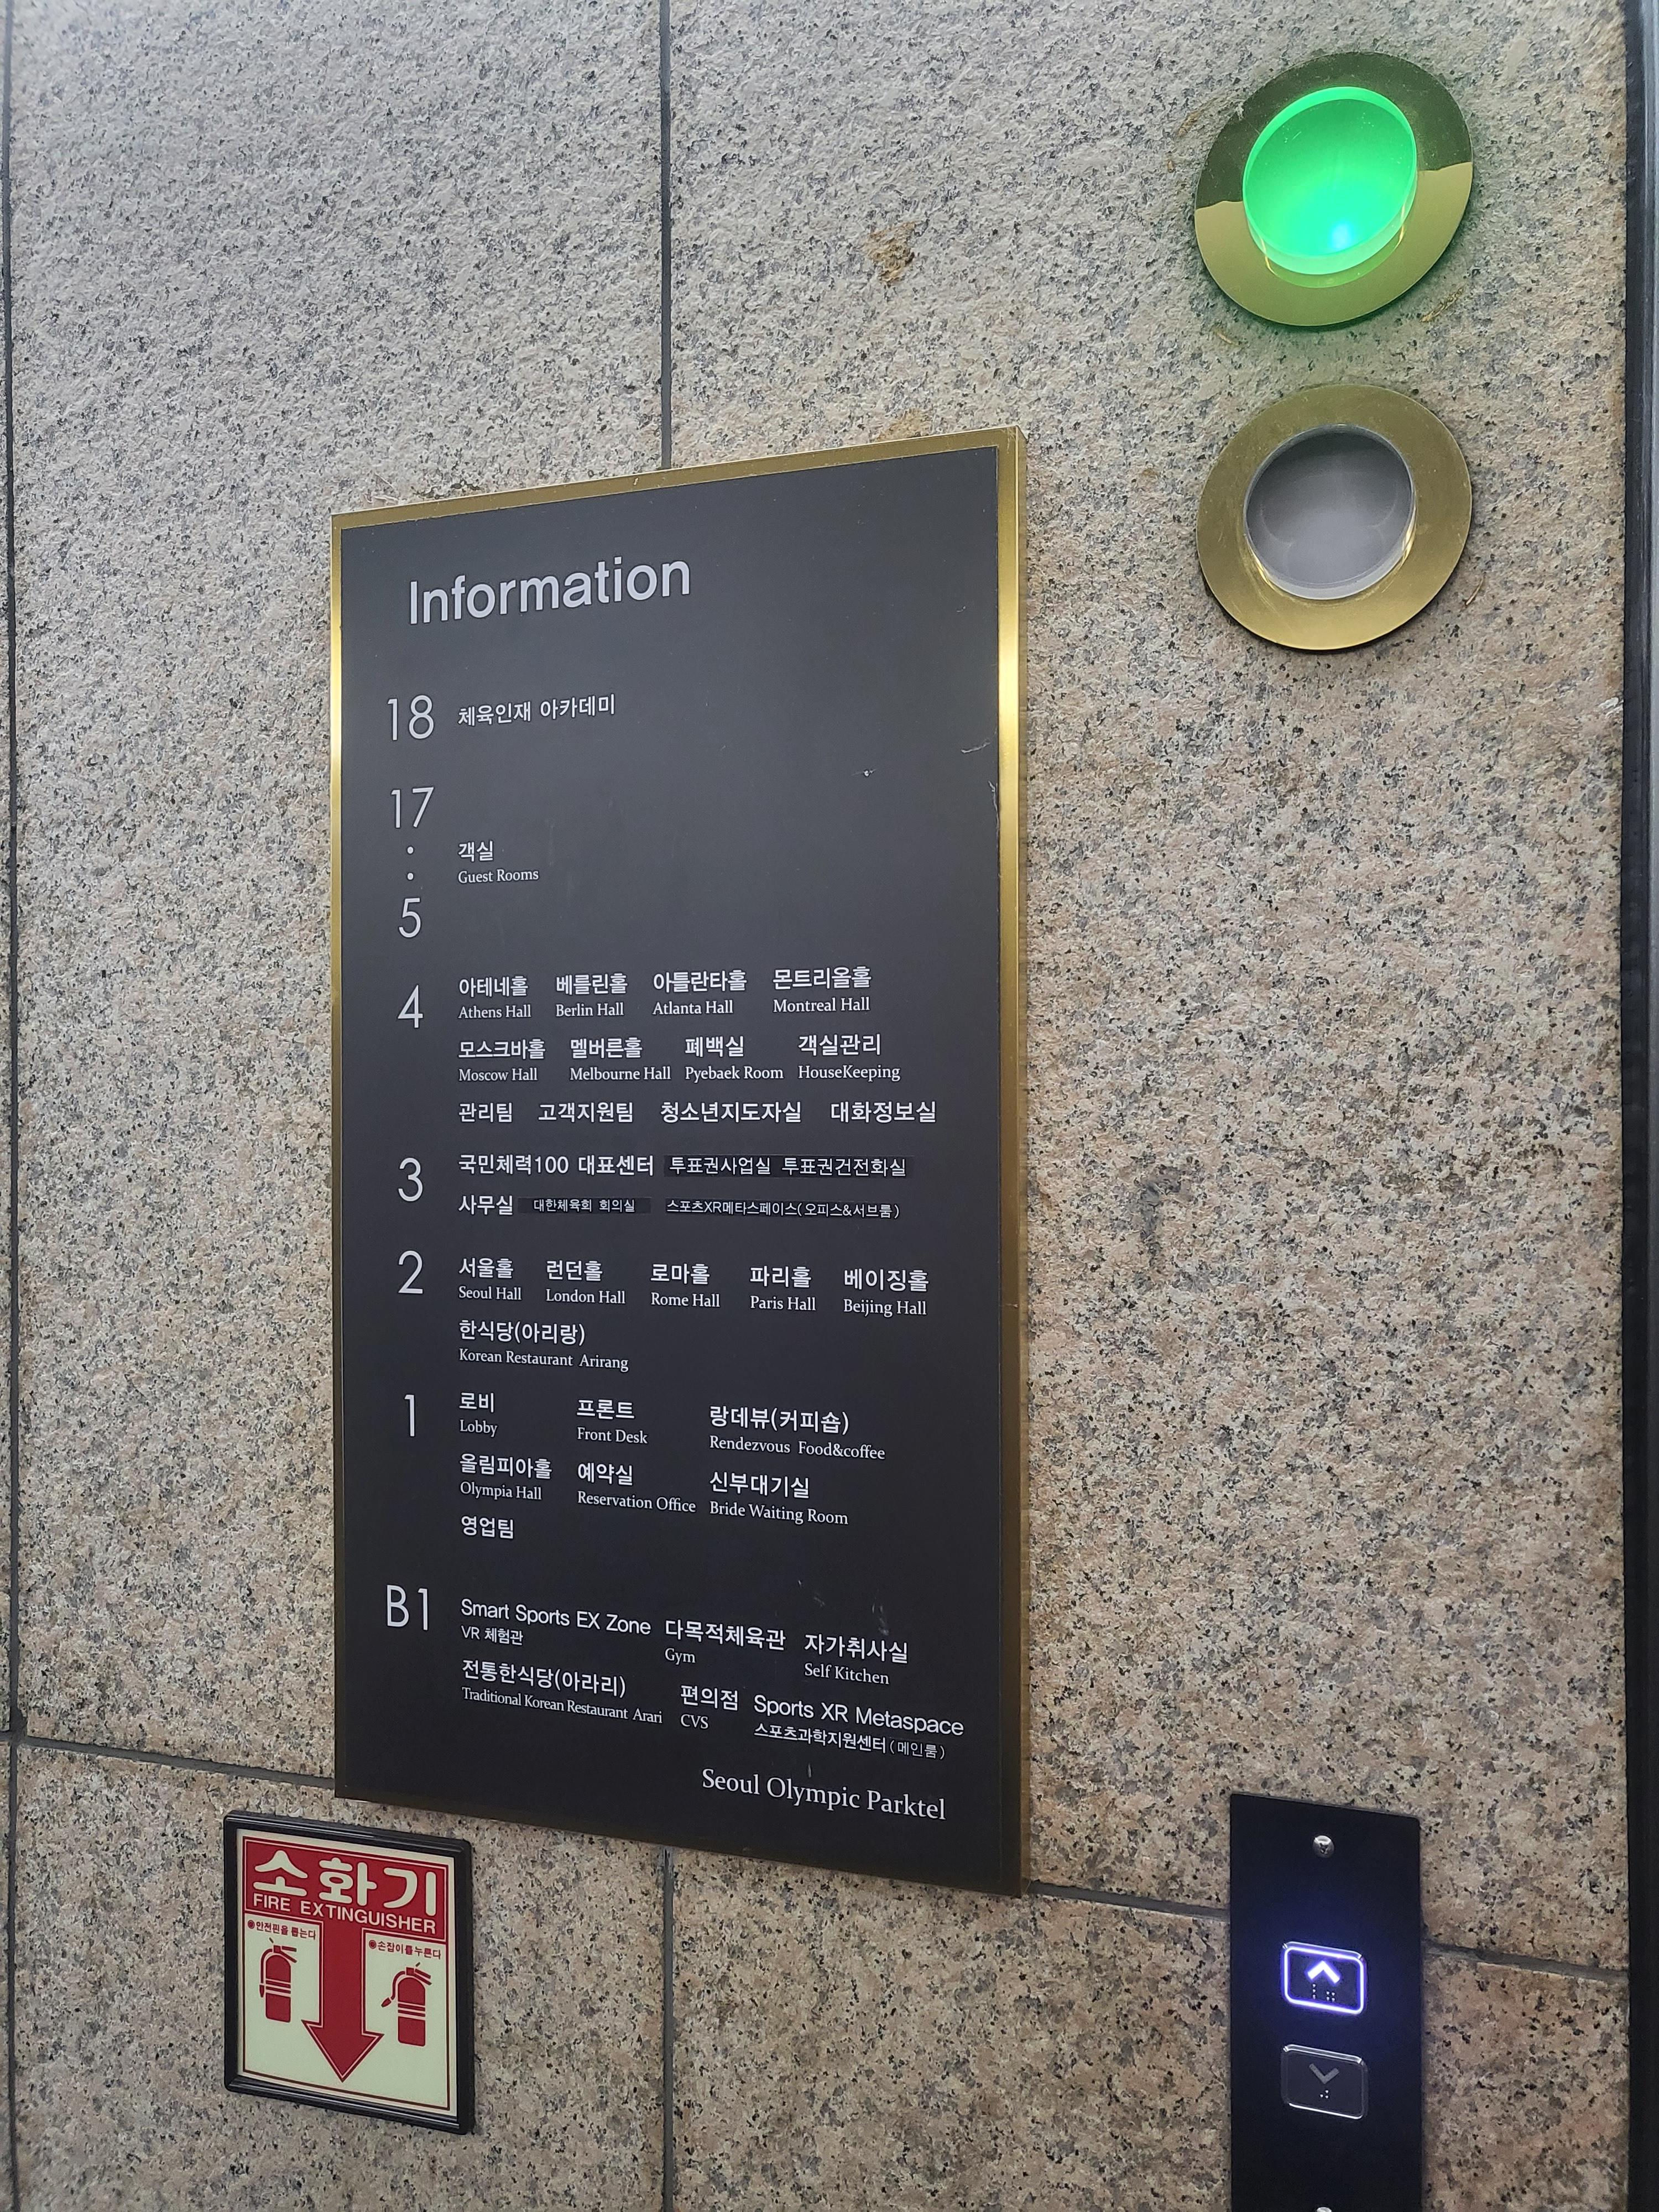 Information
18 체육인재 아카데미
17
객실
Guest Rooms
5
4 아테네홀 베를린홀 아틀란타홀 몬트리올홀
Athens Hall Berlin Hall Atlanta Hall Montreal Hall
모스크바홀 멜버른홀 폐백실 객실관리
Moscow Hall Melbourne Hall Pyebaek Room HouseKeeping
관리팀 고객지원팀 청소년지도자실 대화정보실
3 국민체력100 대표센터 투표권사업실 투표권건전화실
사무실 대한체육회 회의실 스포츠XR메타스페이스(오피스&서브룸)
2 서울홀 런던홀 로마홀 파리홀 베이징홀
Seoul Hall London Hall Rome Hall Paris Hall Beijing Hall
한식당(아리랑)
Korean Restaurant Arirang
1 로비 프론트 랑데뷰(커피숍)
Lobby Front Desk Rendezvous Food&coffee
올림피아홀 예약실 신부대기실
Olympia Hall Reservation Office Bride Waiting Room
영업팀
B1 Smart Sports EX Zone 다목적체육관 자가취사실
VR 체험관 Gym Self Kitchen
전통한식당(아라리) 편의점 Sports XR Metaspace
Traditional Korean Restaurant Arari CVS 스포츠과학지원센터(메인룸)
Seoul Olympic Parktel
소화기
FIRE EXTINGUISHER
◉안전핀을 뽑는다
◉손잡이를누른다